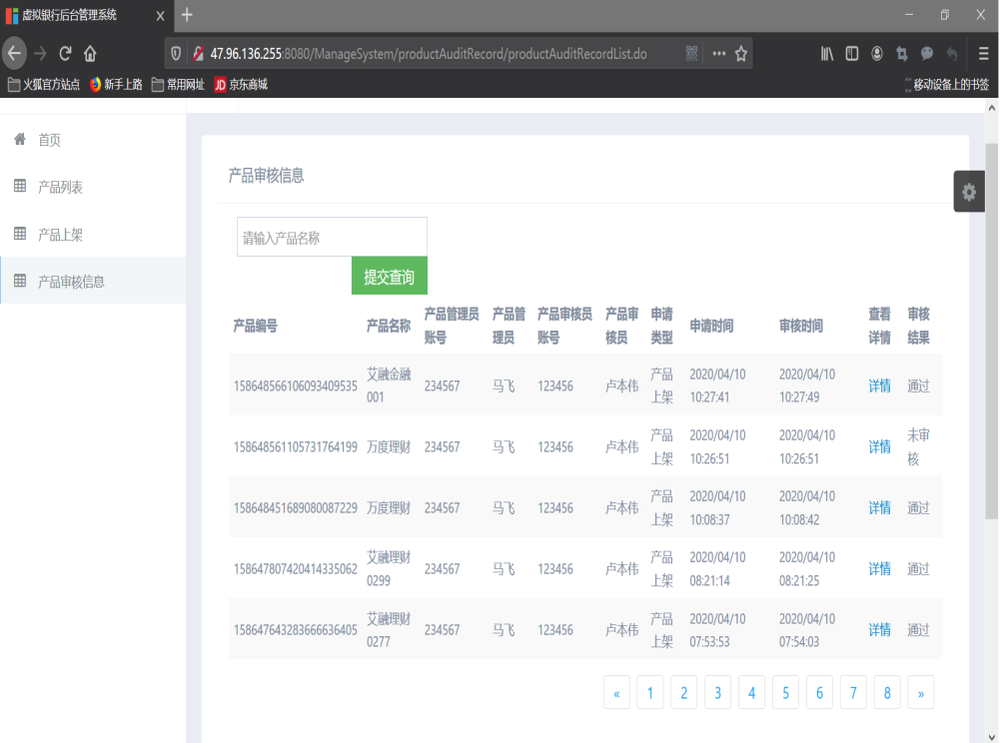 虚拟银行后台管理系统
47.96.136.255:8080/ManageSystem/productAuditRecord/productAuditRecordList.do
火狐官方站点 新手上路 常用网址 JD 京东商城 移动设备上的书签
首页
产品列表
产品上架
产品审核信息
产品审核信息
请输入产品名称
提交查询
产品编号 产品名称 产品管理员账号 产品管理员 产品审核员账号 产品审核员 申请类型 申请时间 审核时间 查看详情 审核结果
158648566106093409535 艾融金融001 234567 马飞 123456 卢本伟 产品上架 2020/04/10 10:27:41 2020/04/10 10:27:49 详情 通过
158648561105731764199 万度理财 234567 马飞 123456 卢本伟 产品上架 2020/04/10 10:26:51 2020/04/10 10:26:51 详情 未审核
158648451689080087229 万度理财 234567 马飞 123456 卢本伟 产品上架 2020/04/10 10:08:37 2020/04/10 10:08:42 详情 通过
158647807420414335062 艾融理财0299 234567 马飞 123456 卢本伟 产品上架 2020/04/10 08:21:14 2020/04/10 08:21:25 详情 通过
158647643283666636405 艾融理财0277 234567 马飞 123456 卢本伟 产品上架 2020/04/10 07:53:53 2020/04/10 07:54:03 详情 通过
« 1 2 3 4 5 6 7 8 »